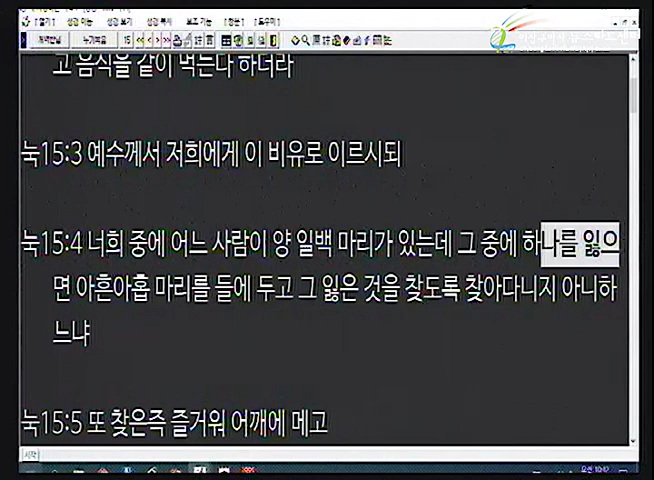 고 음식을 같이 먹는다 하더라
눅15:3 예수께서 저희에게 이 비유로 이르시되
눅15:4 너희 중에 어느 사람이 양 일백 마리가 있는데 그 중에 하나를 잃으
면 아흔아홉 마리를 들에 두고 그 잃은 것을 찾도록 찾아다니지 아니하
느냐
눅15:5 또 찾은즉 즐거워 어깨에 메고
시작